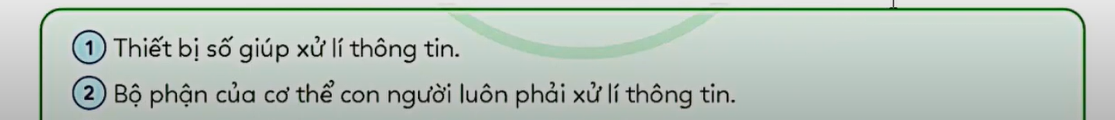 1 Thiết bị số giúp xử lí thông tin.
2 Bộ phận của cơ thể con người luôn phải xử lí thông tin.